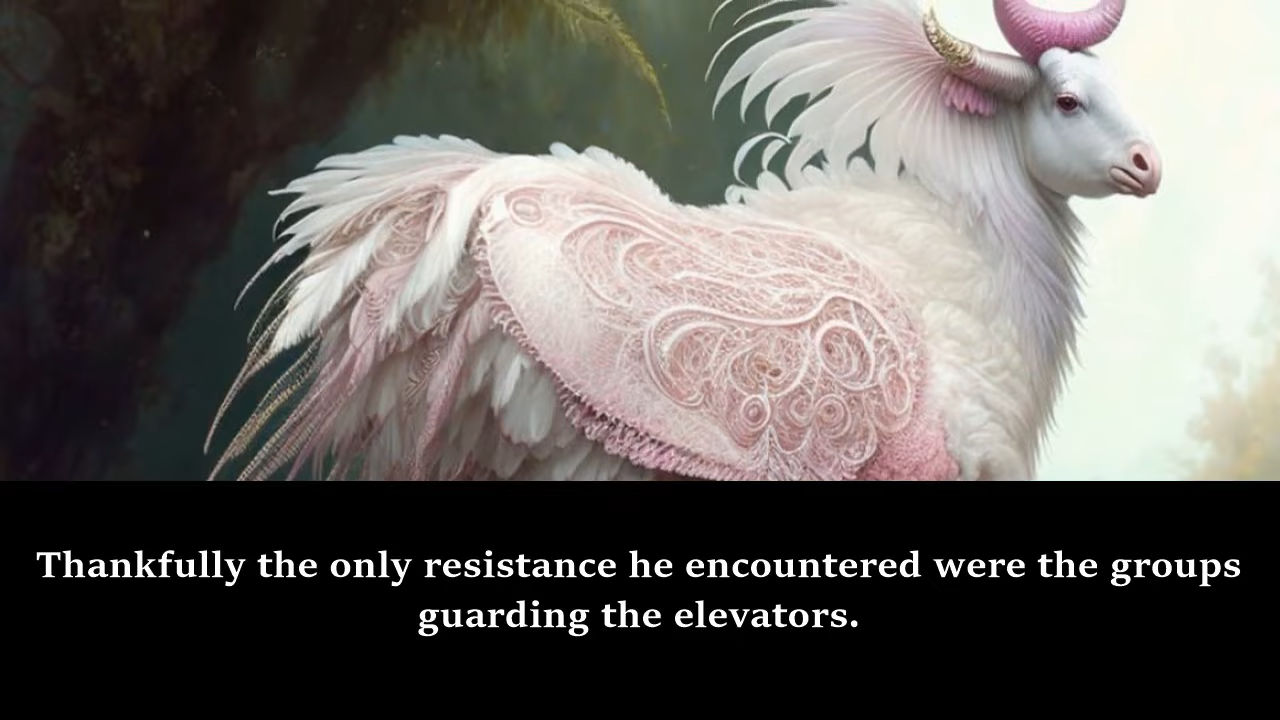 Thankfully the only resistance he encountered were the groups
guarding the elevators.